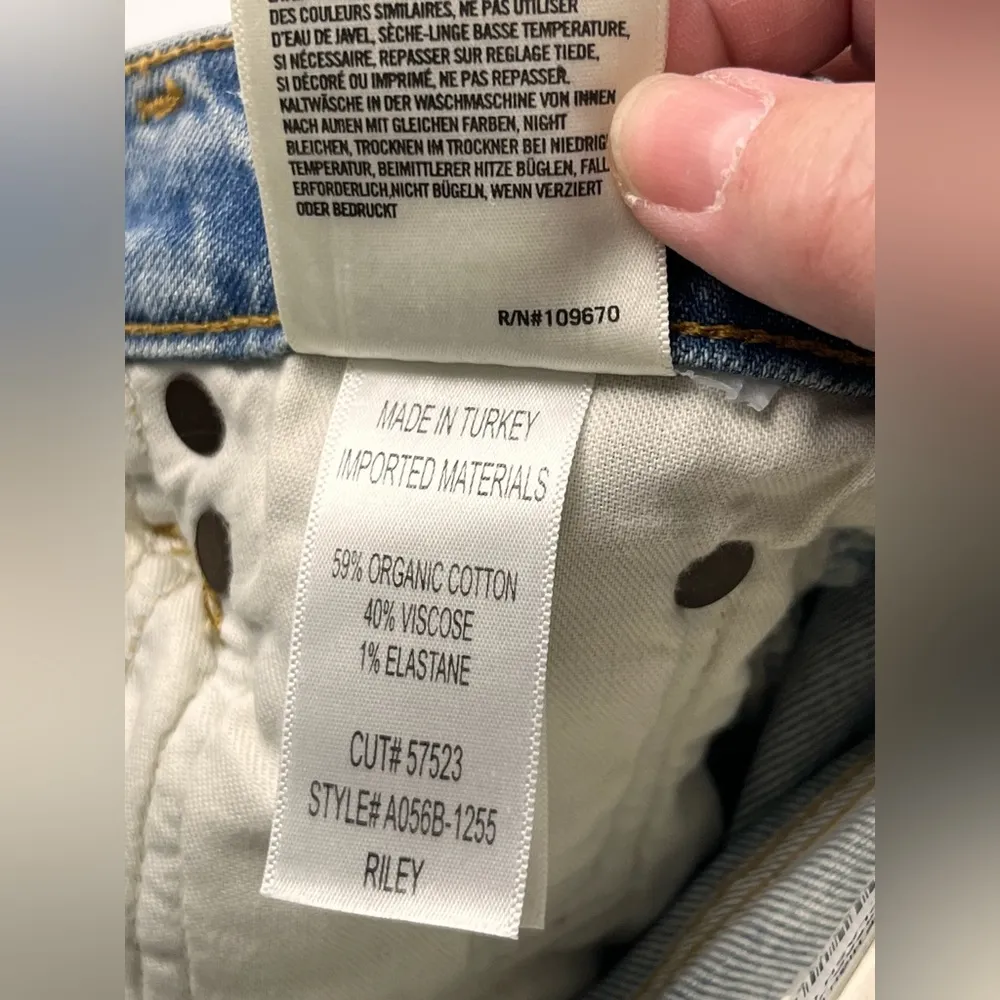 DES COULEURS SIMILAIRES, NE PAS UTILISER
D'EAU DE JAVEL, SÈCHE-LINGE BASSE TEMPERATURE,
SI NÉCESSAIRE, REPASSER SUR REGLAGE TIEDE,
SI DÉCORÉ OU IMPRIMÉ, NE PAS REPASSER.
KALTWÄSCHE IN DER WASCHMASCHINE VON INNEN
NACH AUßEN MIT GLEICHEN FARBEN, NIGHT
BLEICHEN, TROCKNEN IM TROCKNER BEI NIEDRIG
TEMPERATUR, BEIMITTLERER HITZE BÜGLEN, FALL
ERFORDERLICH,NICHT BÜGELN, WENN VERZIERT
ODER BEDRUCKT
R/N#109670
MADE IN TURKEY
IMPORTED MATERIALS
59% ORGANIC COTTON
40% VISCOSE
1% ELASTANE
CUT# 57523
STYLE# A056B-1255
RILEY